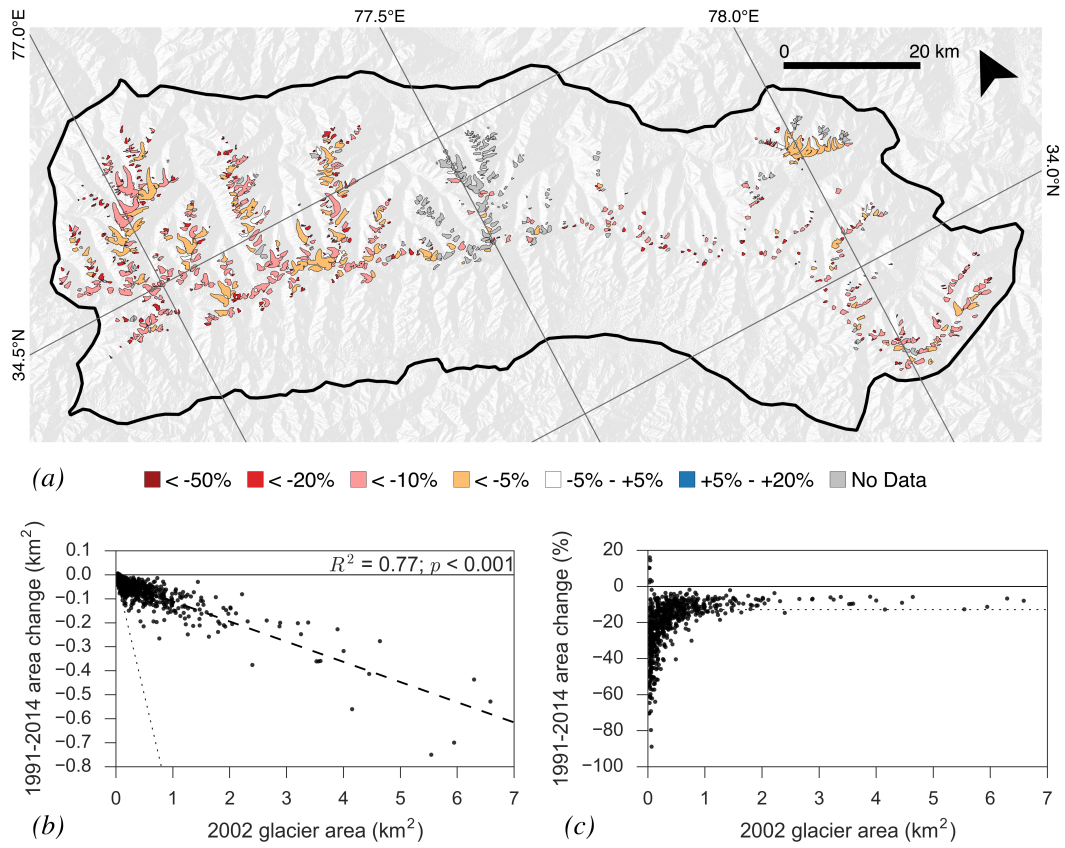 77.0°E
77.5°E
78.0°E
0 20 km
34.0°N
34.5°N
(a) < -50% < -20% < -10% < -5% -5% - +5% +5% - +20% No Data
1991-2014 area change (km²)
0.1
0.0
−0.1
−0.2
−0.3
−0.4
−0.5
−0.6
−0.7
−0.8
R² = 0.77; p < 0.001
0 1 2 3 4 5 6 7
(b) 2002 glacier area (km²)
1991-2014 area change (%)
20
0
−20
−40
−60
−80
−100
0 1 2 3 4 5 6 7
(c) 2002 glacier area (km²)